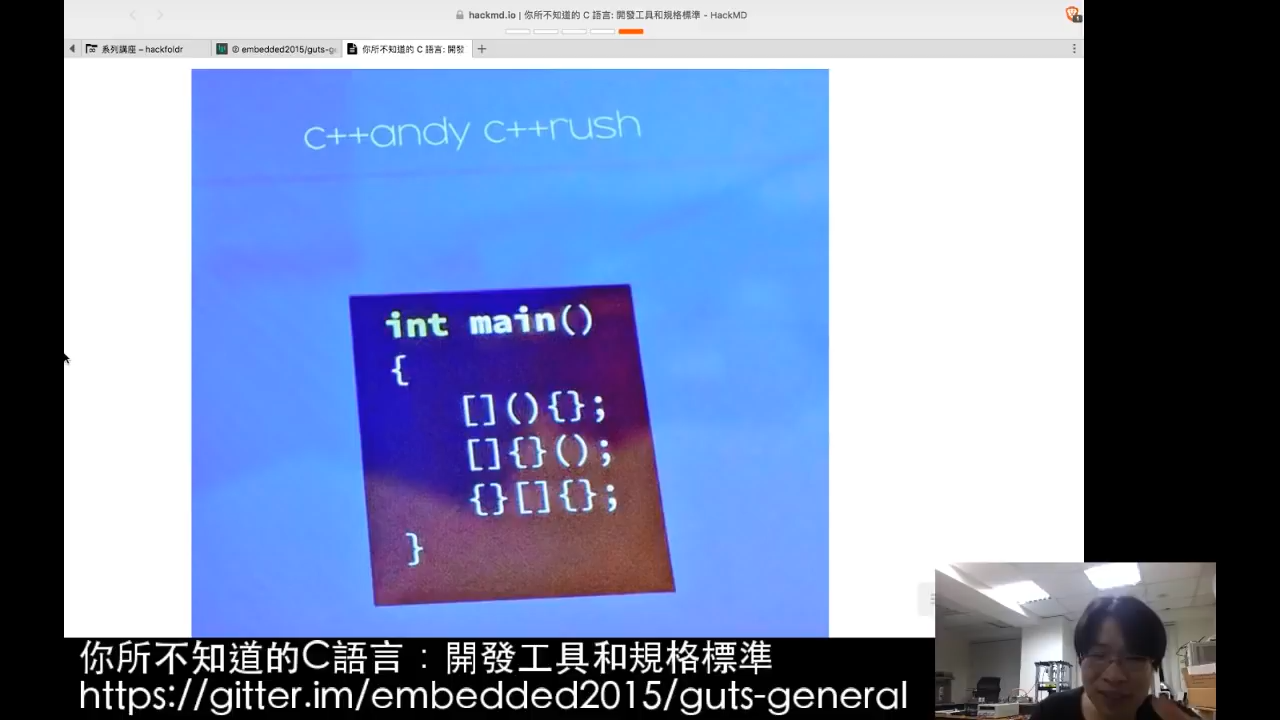 hackmd.io | 你所不知道的 C 語言: 開發工具和規格標準 - HackMD
系列講座 – hackfoldr
embedded2015/guts-g
你所不知道的 C 語言: 開發
c++andy c++rush
int main()
{
[](){};
[]{}();
{}[]{};
}
你所不知道的C語言：開發工具和規格標準
https://gitter.im/embedded2015/guts-general